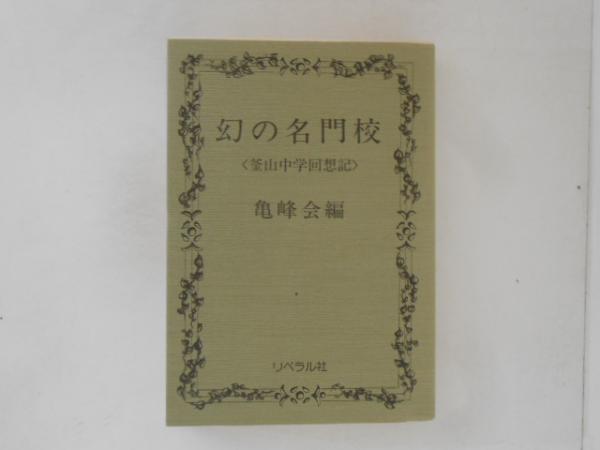 幻の名門校
〈釜山中学回想記〉
亀峰会編
リベラル社